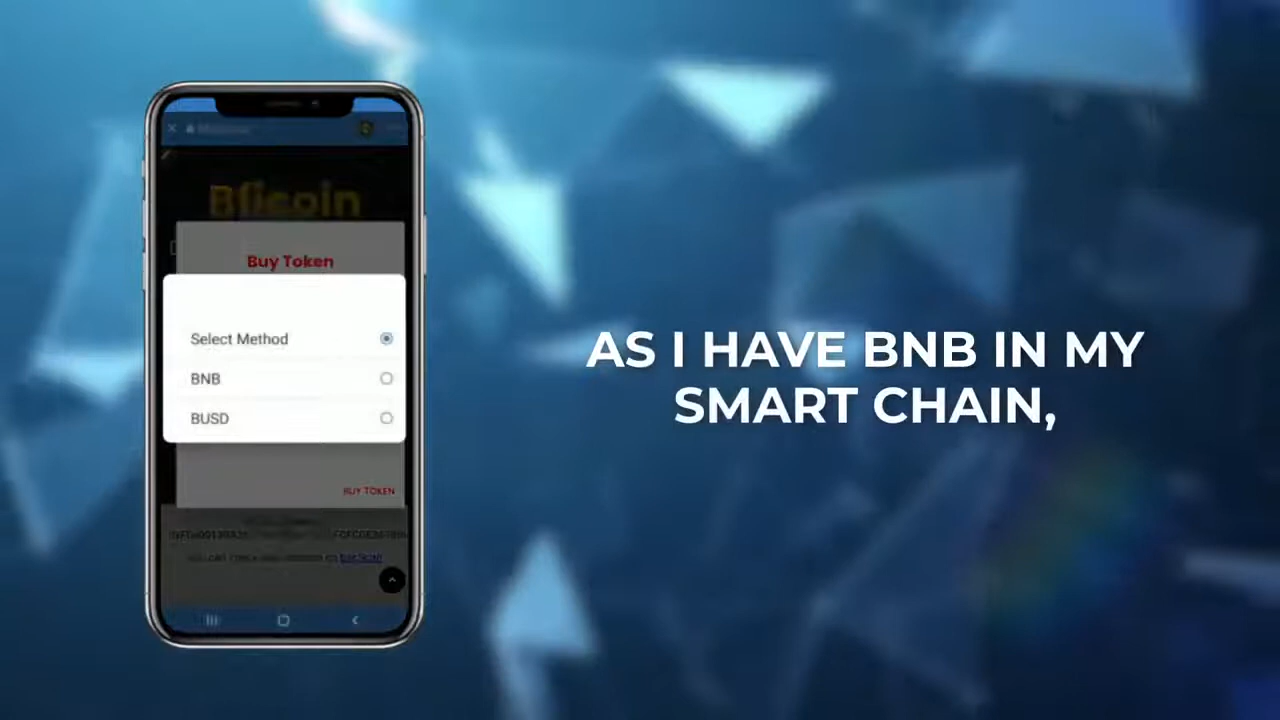 Bficoin
Buy Token
Select Method
BNB
BUSD
BUY TOKEN
AS I HAVE BNB IN MY
SMART CHAIN,